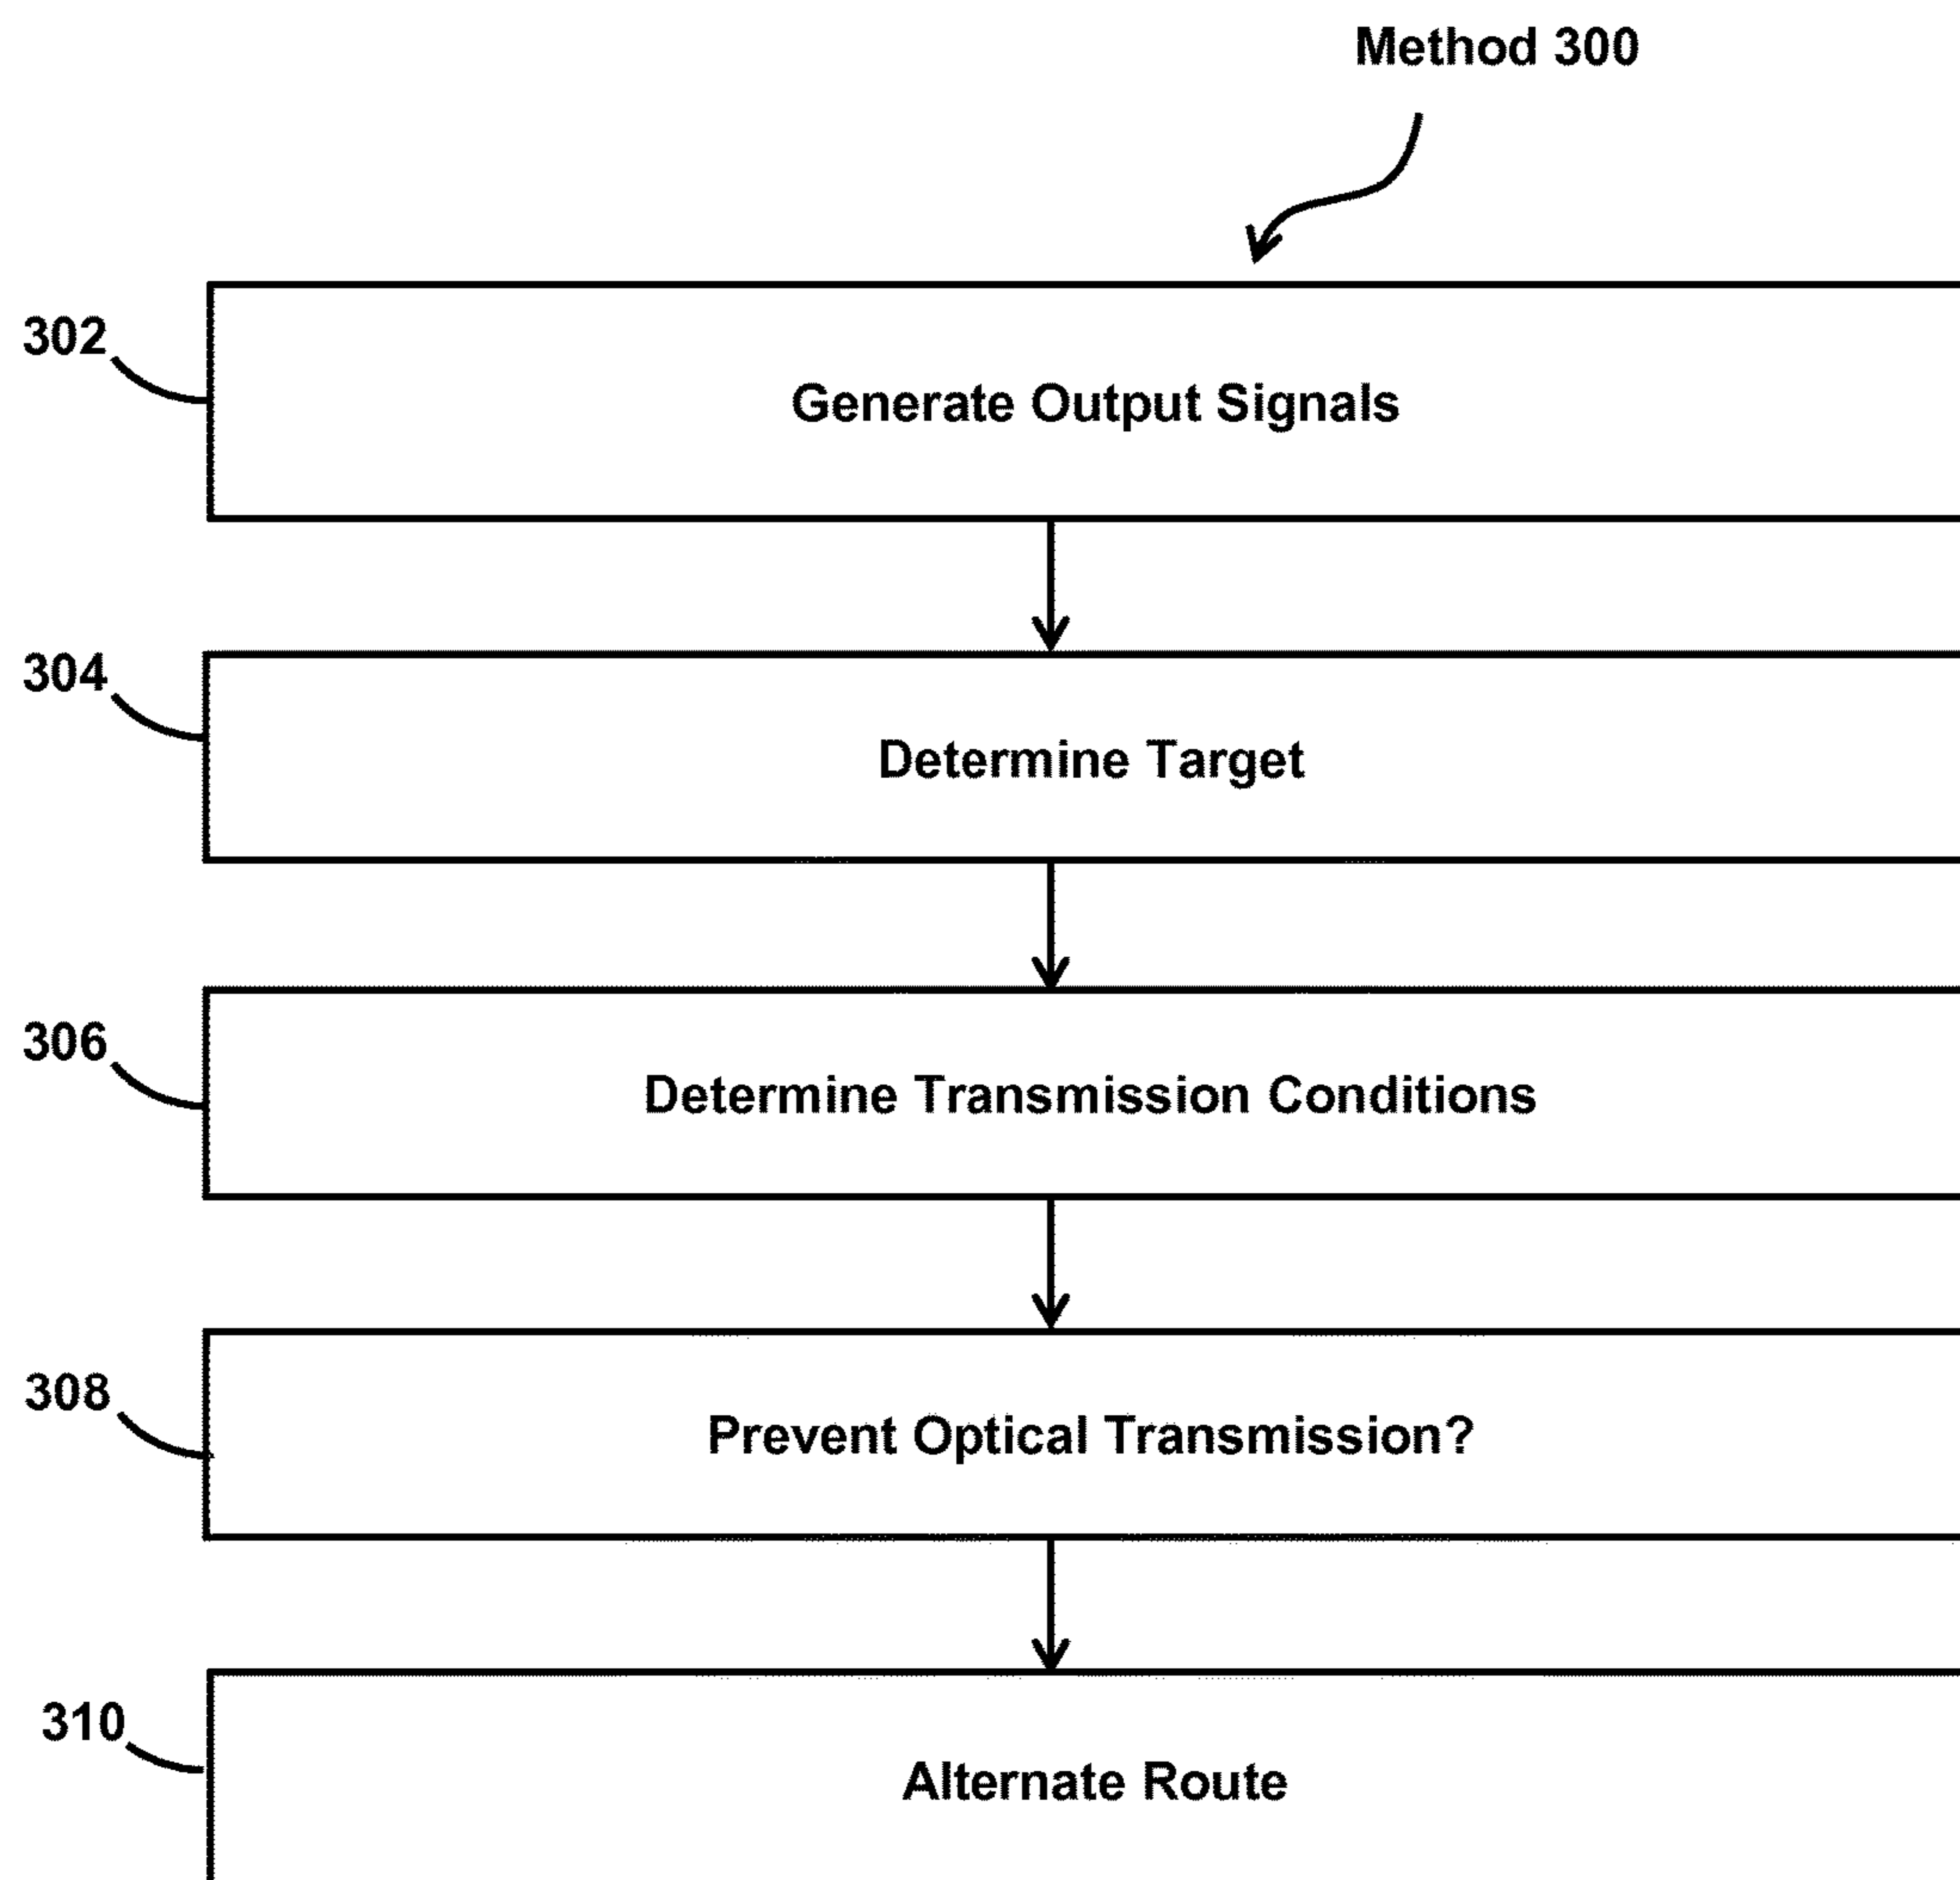 Method 300
302
Generate Output Signals
304
Determine Target
306
Determine Transmission Conditions
308
Prevent Optical Transmission?
310
Alternate Route